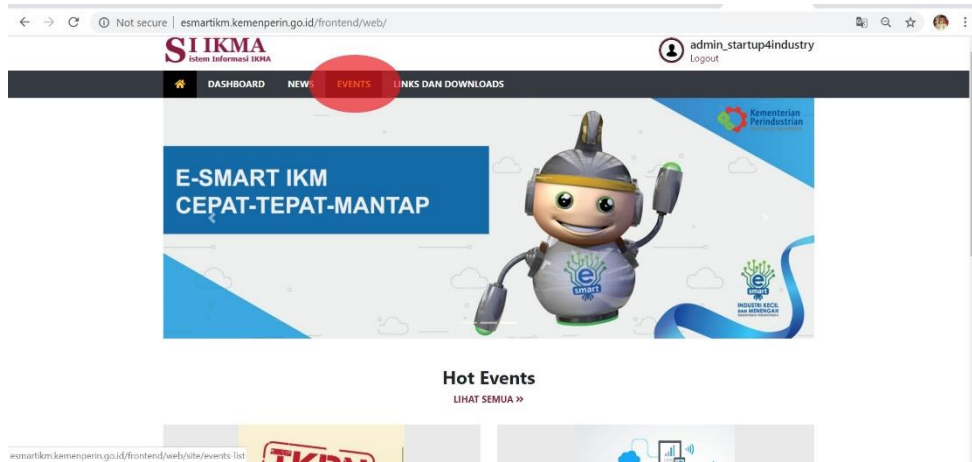 Not secure | esmartikm.kemenperin.go.id/frontend/web/
SI IKMA
istem Informasi IKMA
admin_startup4industry
Logout
DASHBOARD NEWS EVENTS LINKS DAN DOWNLOADS
Kementerian
Perindustrian
E-SMART IKM
CEPAT-TEPAT-MANTAP
e
smart
e
smart
INDUSTRI KECIL
DAN MENENGAH
Hot Events
LIHAT SEMUA »
TKDN
esmartikm.kemenperin.go.id/frontend/web/site/events-list